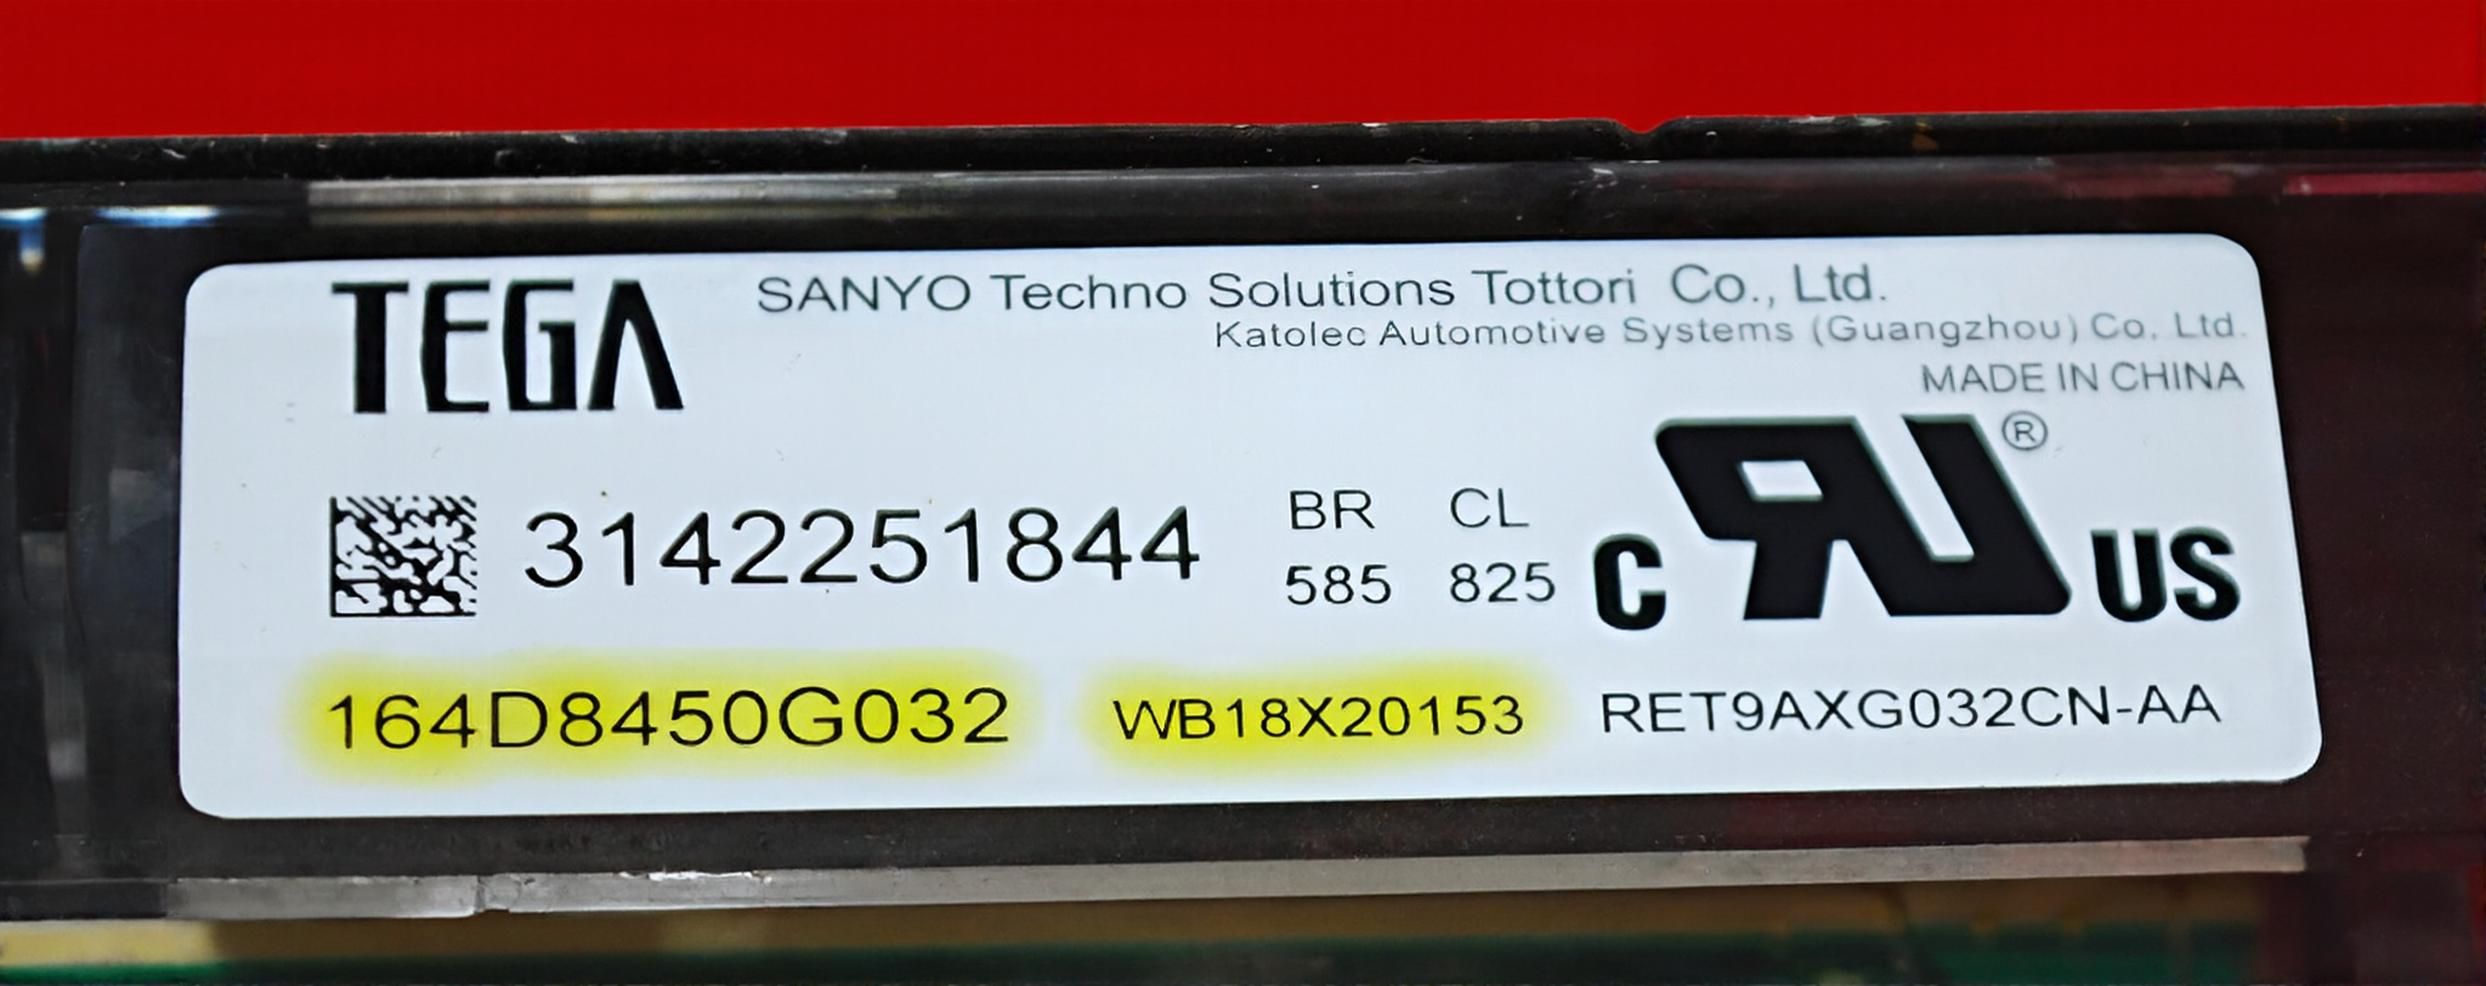 TEGA SANYO Techno Solutions Tottori Co., Ltd.
Katolec Automotive Systems (Guangzhou) Co. Ltd.
MADE IN CHINA
3142251844 BR CL
585 825
C RU ® US
164D8450G032 WB18X20153 RET9AXG032CN-AA